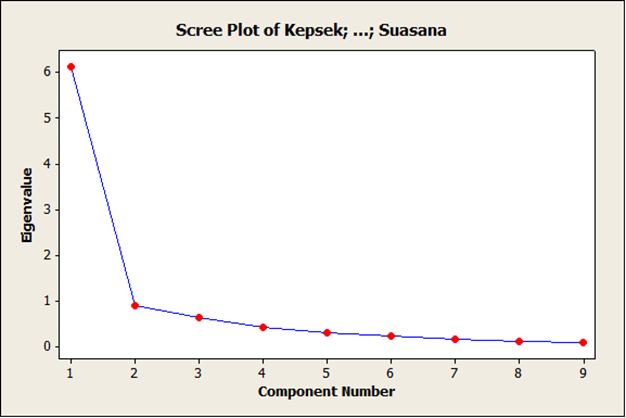 Scree Plot of Kepsek; ...; Suasana
6
5
4
3
2
1
0
Eigenvalue
1 2 3 4 5 6 7 8 9
Component Number